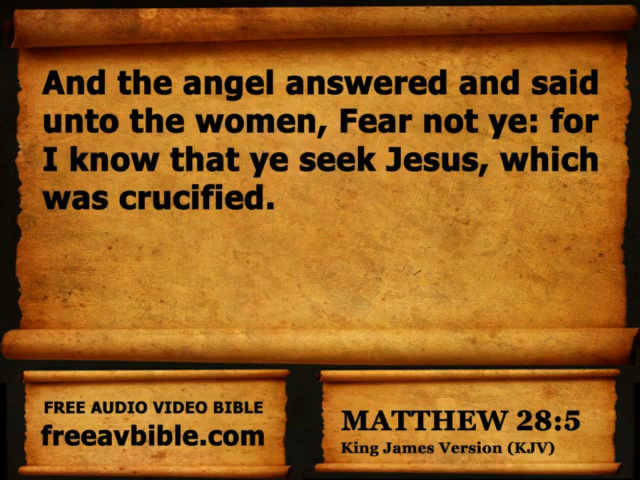 And the angel answered and said
unto the women, Fear not ye: for
I know that ye seek Jesus, which
was crucified.
FREE AUDIO VIDEO BIBLE
freeavbible.com
MATTHEW 28:5
King James Version (KJV)